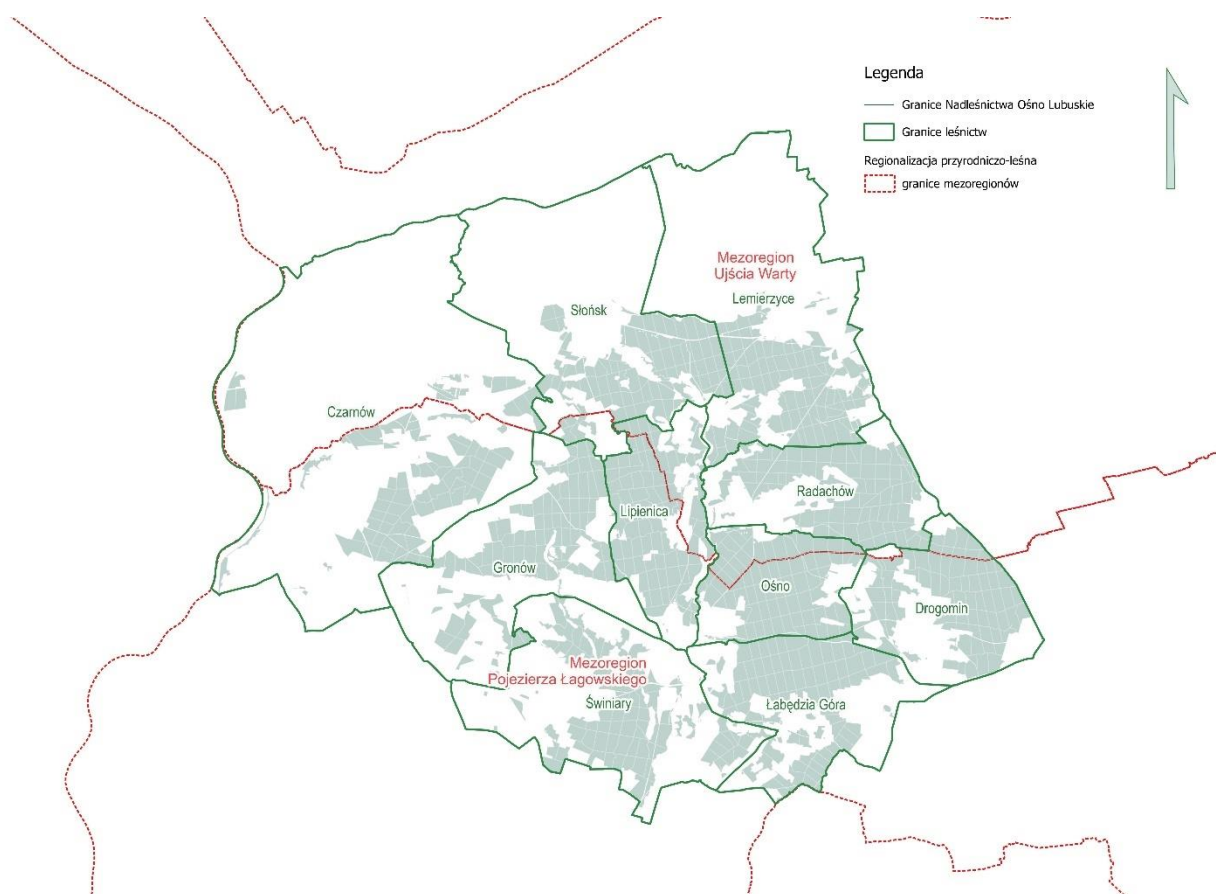 Legenda
Granice Nadleśnictwa Ośno Lubuskie
Granice leśnictw
Regionalizacja przyrodniczo-leśna
granice mezoregionów
Mezoregion
Ujścia Warty
Lemierzyce
Słońsk
Czarnów
Radachów
Lipienica
Gronów
Ośno
Drogomin
Mezoregion
Pojezierza Łagowskiego
Świniary
Łabędzia Góra